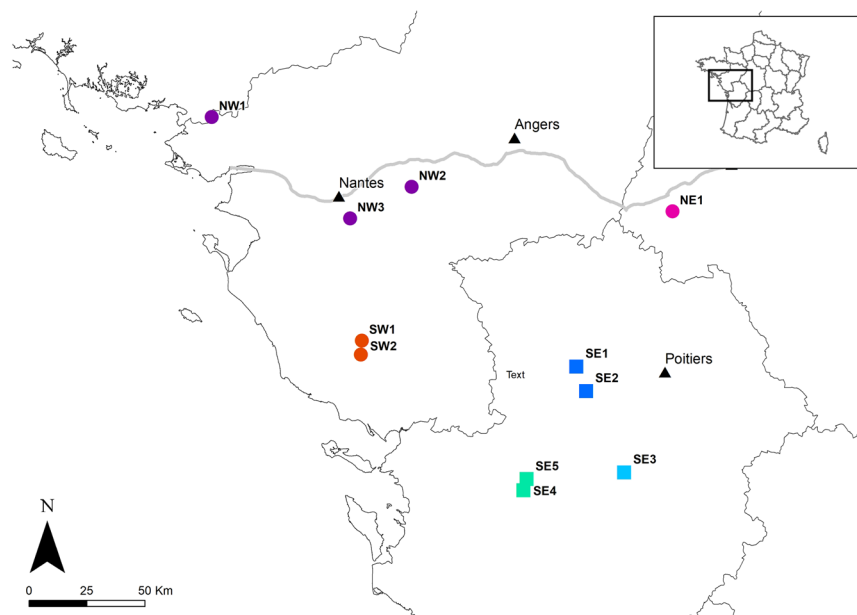 NW1
Angers
NW2
Nantes
NW3
NE1
SW1
SW2
SE1
Text
Poitiers
SE2
SE5
SE3
SE4
N
0 25 50 Km